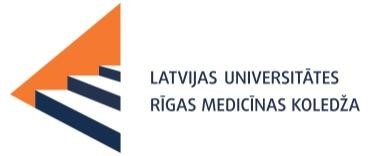 LATVIJAS UNIVERSITĀTES
RĪGAS MEDICĪNAS KOLEDŽA